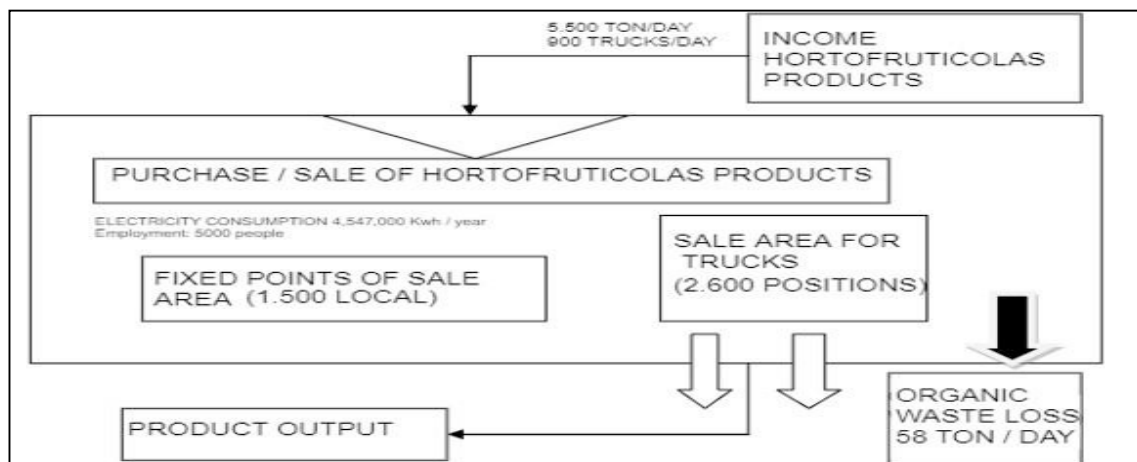 5.500 TON/DAY
900 TRUCKS/DAY
INCOME
HORTOFRUTICOLAS
PRODUCTS
PURCHASE / SALE OF HORTOFRUTICOLAS PRODUCTS
ELECTRICITY CONSUMPTION 4,547,000 Kwh / year
Employment: 5000 people
FIXED POINTS OF SALE
AREA (1.500 LOCAL)
SALE AREA FOR
TRUCKS
(2.600 POSITIONS)
PRODUCT OUTPUT
ORGANIC
WASTE LOSS
58 TON / DAY